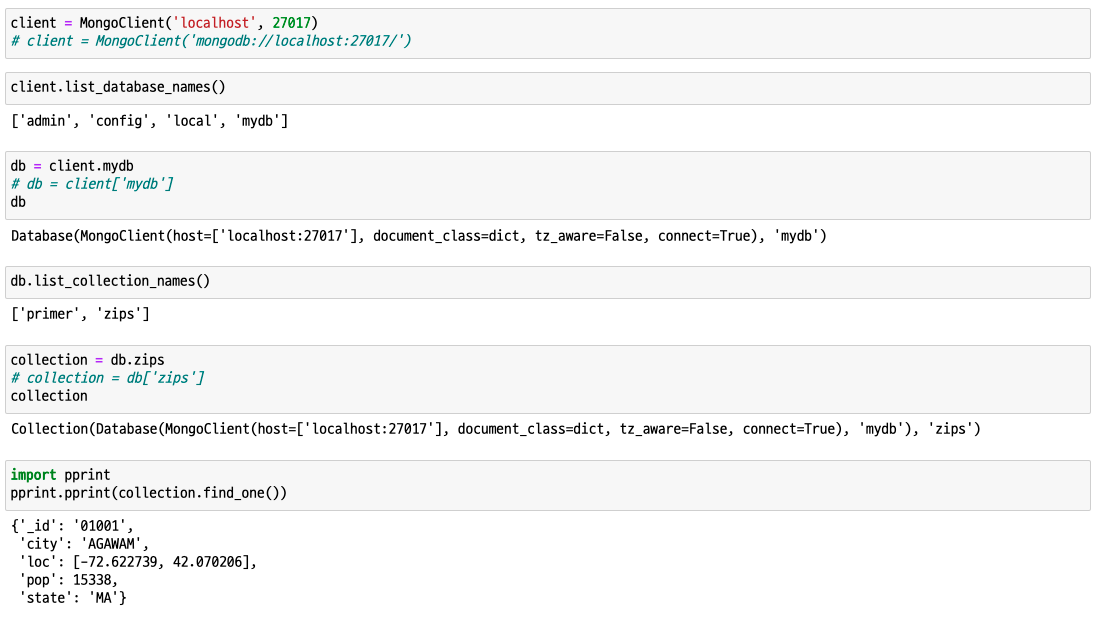 client = MongoClient('localhost', 27017)
# client = MongoClient('mongodb://localhost:27017/')
client.list_database_names()
['admin', 'config', 'local', 'mydb']
db = client.mydb
# db = client['mydb']
db
Database(MongoClient(host=['localhost:27017'], document_class=dict, tz_aware=False, connect=True), 'mydb')
db.list_collection_names()
['primer', 'zips']
collection = db.zips
# collection = db['zips']
collection
Collection(Database(MongoClient(host=['localhost:27017'], document_class=dict, tz_aware=False, connect=True), 'mydb'), 'zips')
import pprint
pprint.pprint(collection.find_one())
{'_id': '01001',
 'city': 'AGAWAM',
 'loc': [-72.622739, 42.070206],
 'pop': 15338,
 'state': 'MA'}